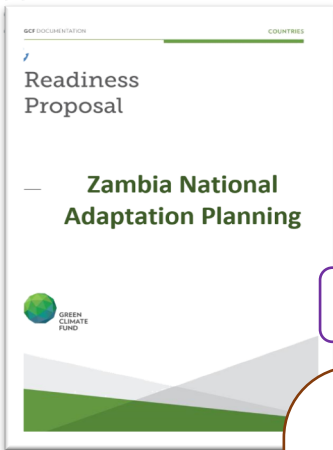 GCF DOCUMENTATION
COUNTRIES
Readiness
Proposal
Zambia National
Adaptation Planning
GREEN
CLIMATE
FUND